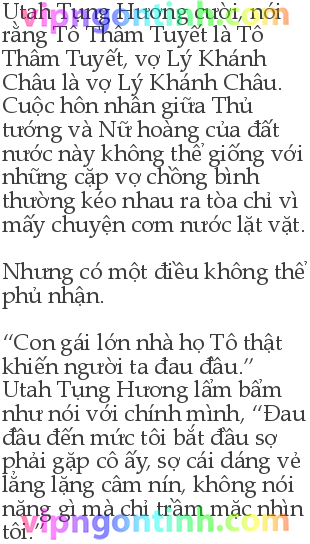 vipngontinh.com
Utah Tụng Hương cười, nói
rằng Tô Thâm Tuyết là Tô
Thâm Tuyết, vợ Lý Khánh
Châu là vợ Lý Khánh Châu.
Cuộc hôn nhân giữa Thủ
tướng và Nữ hoàng của đất
nước này không thể giống với
những cặp vợ chồng bình
thường kéo nhau ra tòa chỉ vì
mấy chuyện cơm nước lặt vặt.
Nhưng có một điều không thể
phủ nhận.
“Con gái lớn nhà họ Tô thật
khiến người ta đau đầu.”
Utah Tụng Hương lẩm bẩm
như nói với chính mình, “Đau
đầu đến mức tôi bắt đầu sợ
phải gặp cô ấy, sợ cái dáng vẻ
lẳng lặng câm nín, không nói
năng gì mà chỉ trầm mặc nhìn
tôi.”
vipngontinh.com